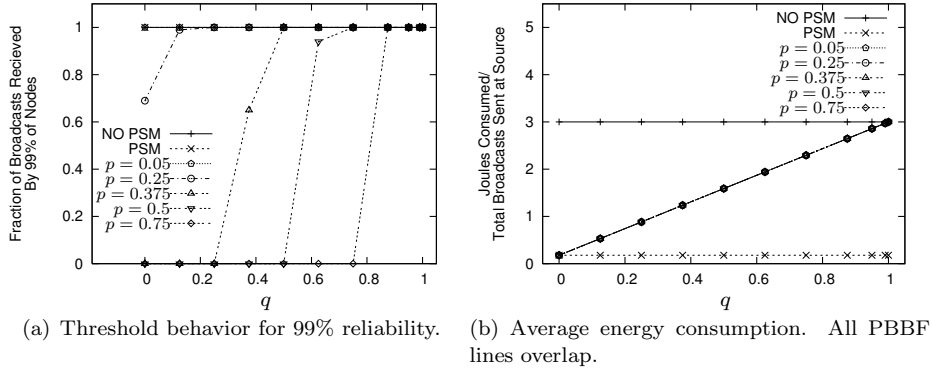 Fraction of Broadcasts Recieved
By 99% of Nodes
1
0.8
0.6
0.4
0.2
0
NO PSM
PSM
p = 0.05
p = 0.25
p = 0.375
p = 0.5
p = 0.75
0 0.2 0.4 0.6 0.8 1
q
(a) Threshold behavior for 99% reliability.
Joules Consumed/
Total Broadcasts Sent at Source
5
4
3
2
1
0
NO PSM
PSM
p = 0.05
p = 0.25
p = 0.375
p = 0.5
p = 0.75
0 0.2 0.4 0.6 0.8 1
q
(b) Average energy consumption. All PBBF
lines overlap.